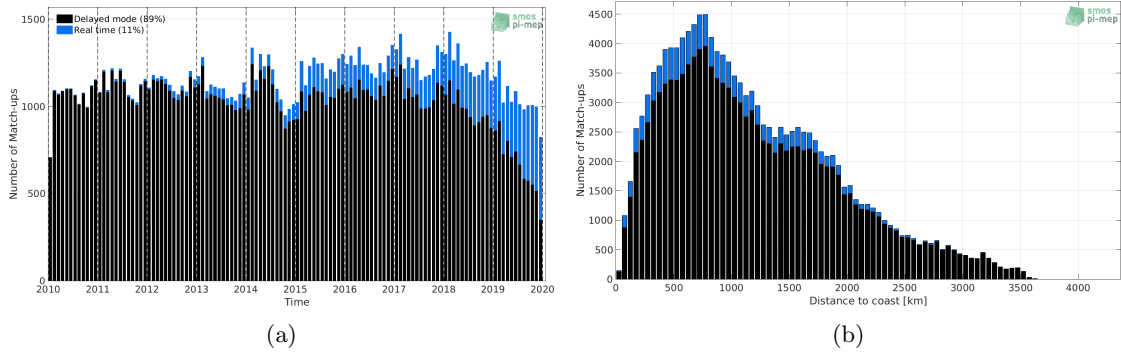 Delayed mode (89%)
Real time (11%)
smos
pi-mep
1500
1000
500
0
Number of Match-ups
2010 2011 2012 2013 2014 2015 2016 2017 2018 2019 2020
Time
(a)
smos
pi-mep
4500
4000
3500
3000
2500
2000
1500
1000
500
0
Number of Match-ups
0 500 1000 1500 2000 2500 3000 3500 4000
Distance to coast [km]
(b)